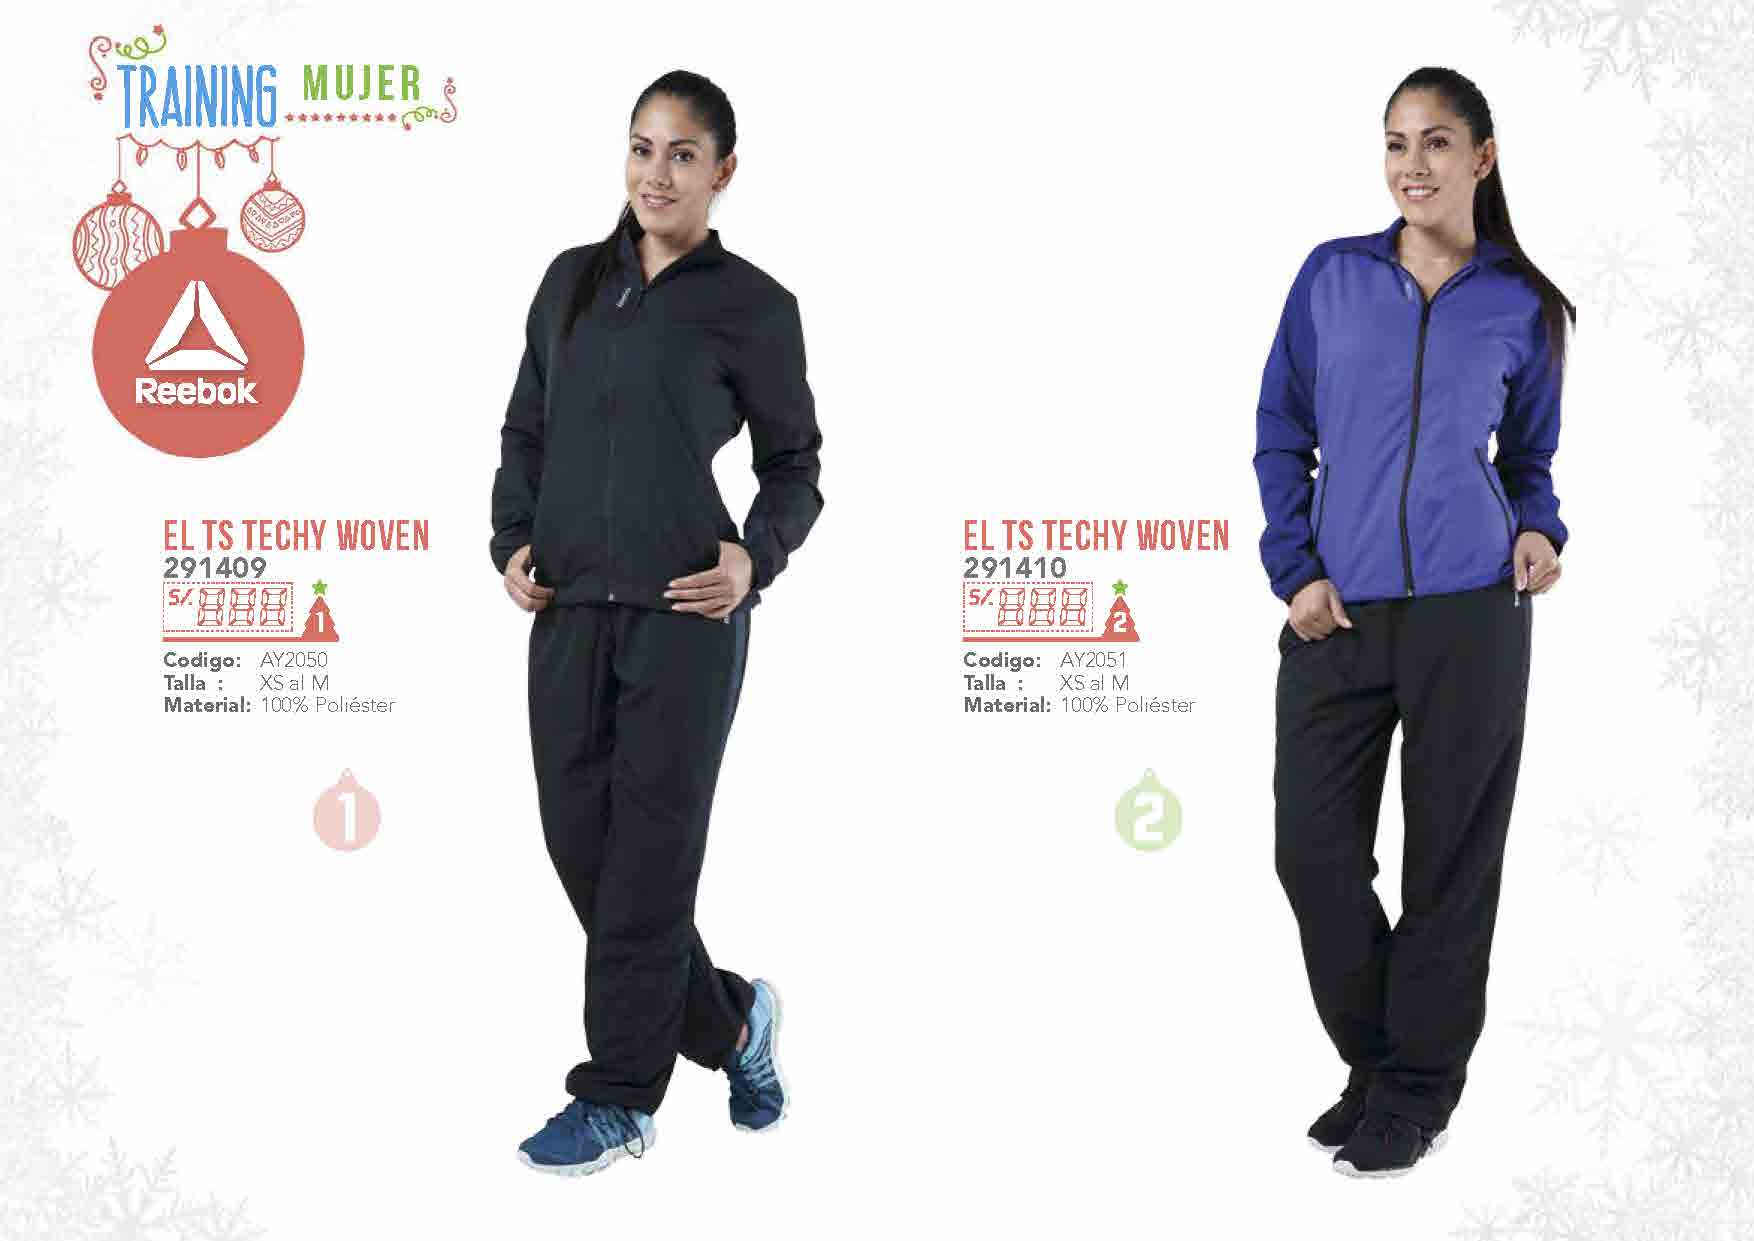 TRAINING MUJER
Reebok
EL TS TECHY WOVEN
291409
S/. 888
1
Codigo: AY2050
Talla : XS al M
Material: 100% Poliéster
1
EL TS TECHY WOVEN
291410
S/. 888
2
Codigo: AY2051
Talla : XS al M
Material: 100% Poliéster
2